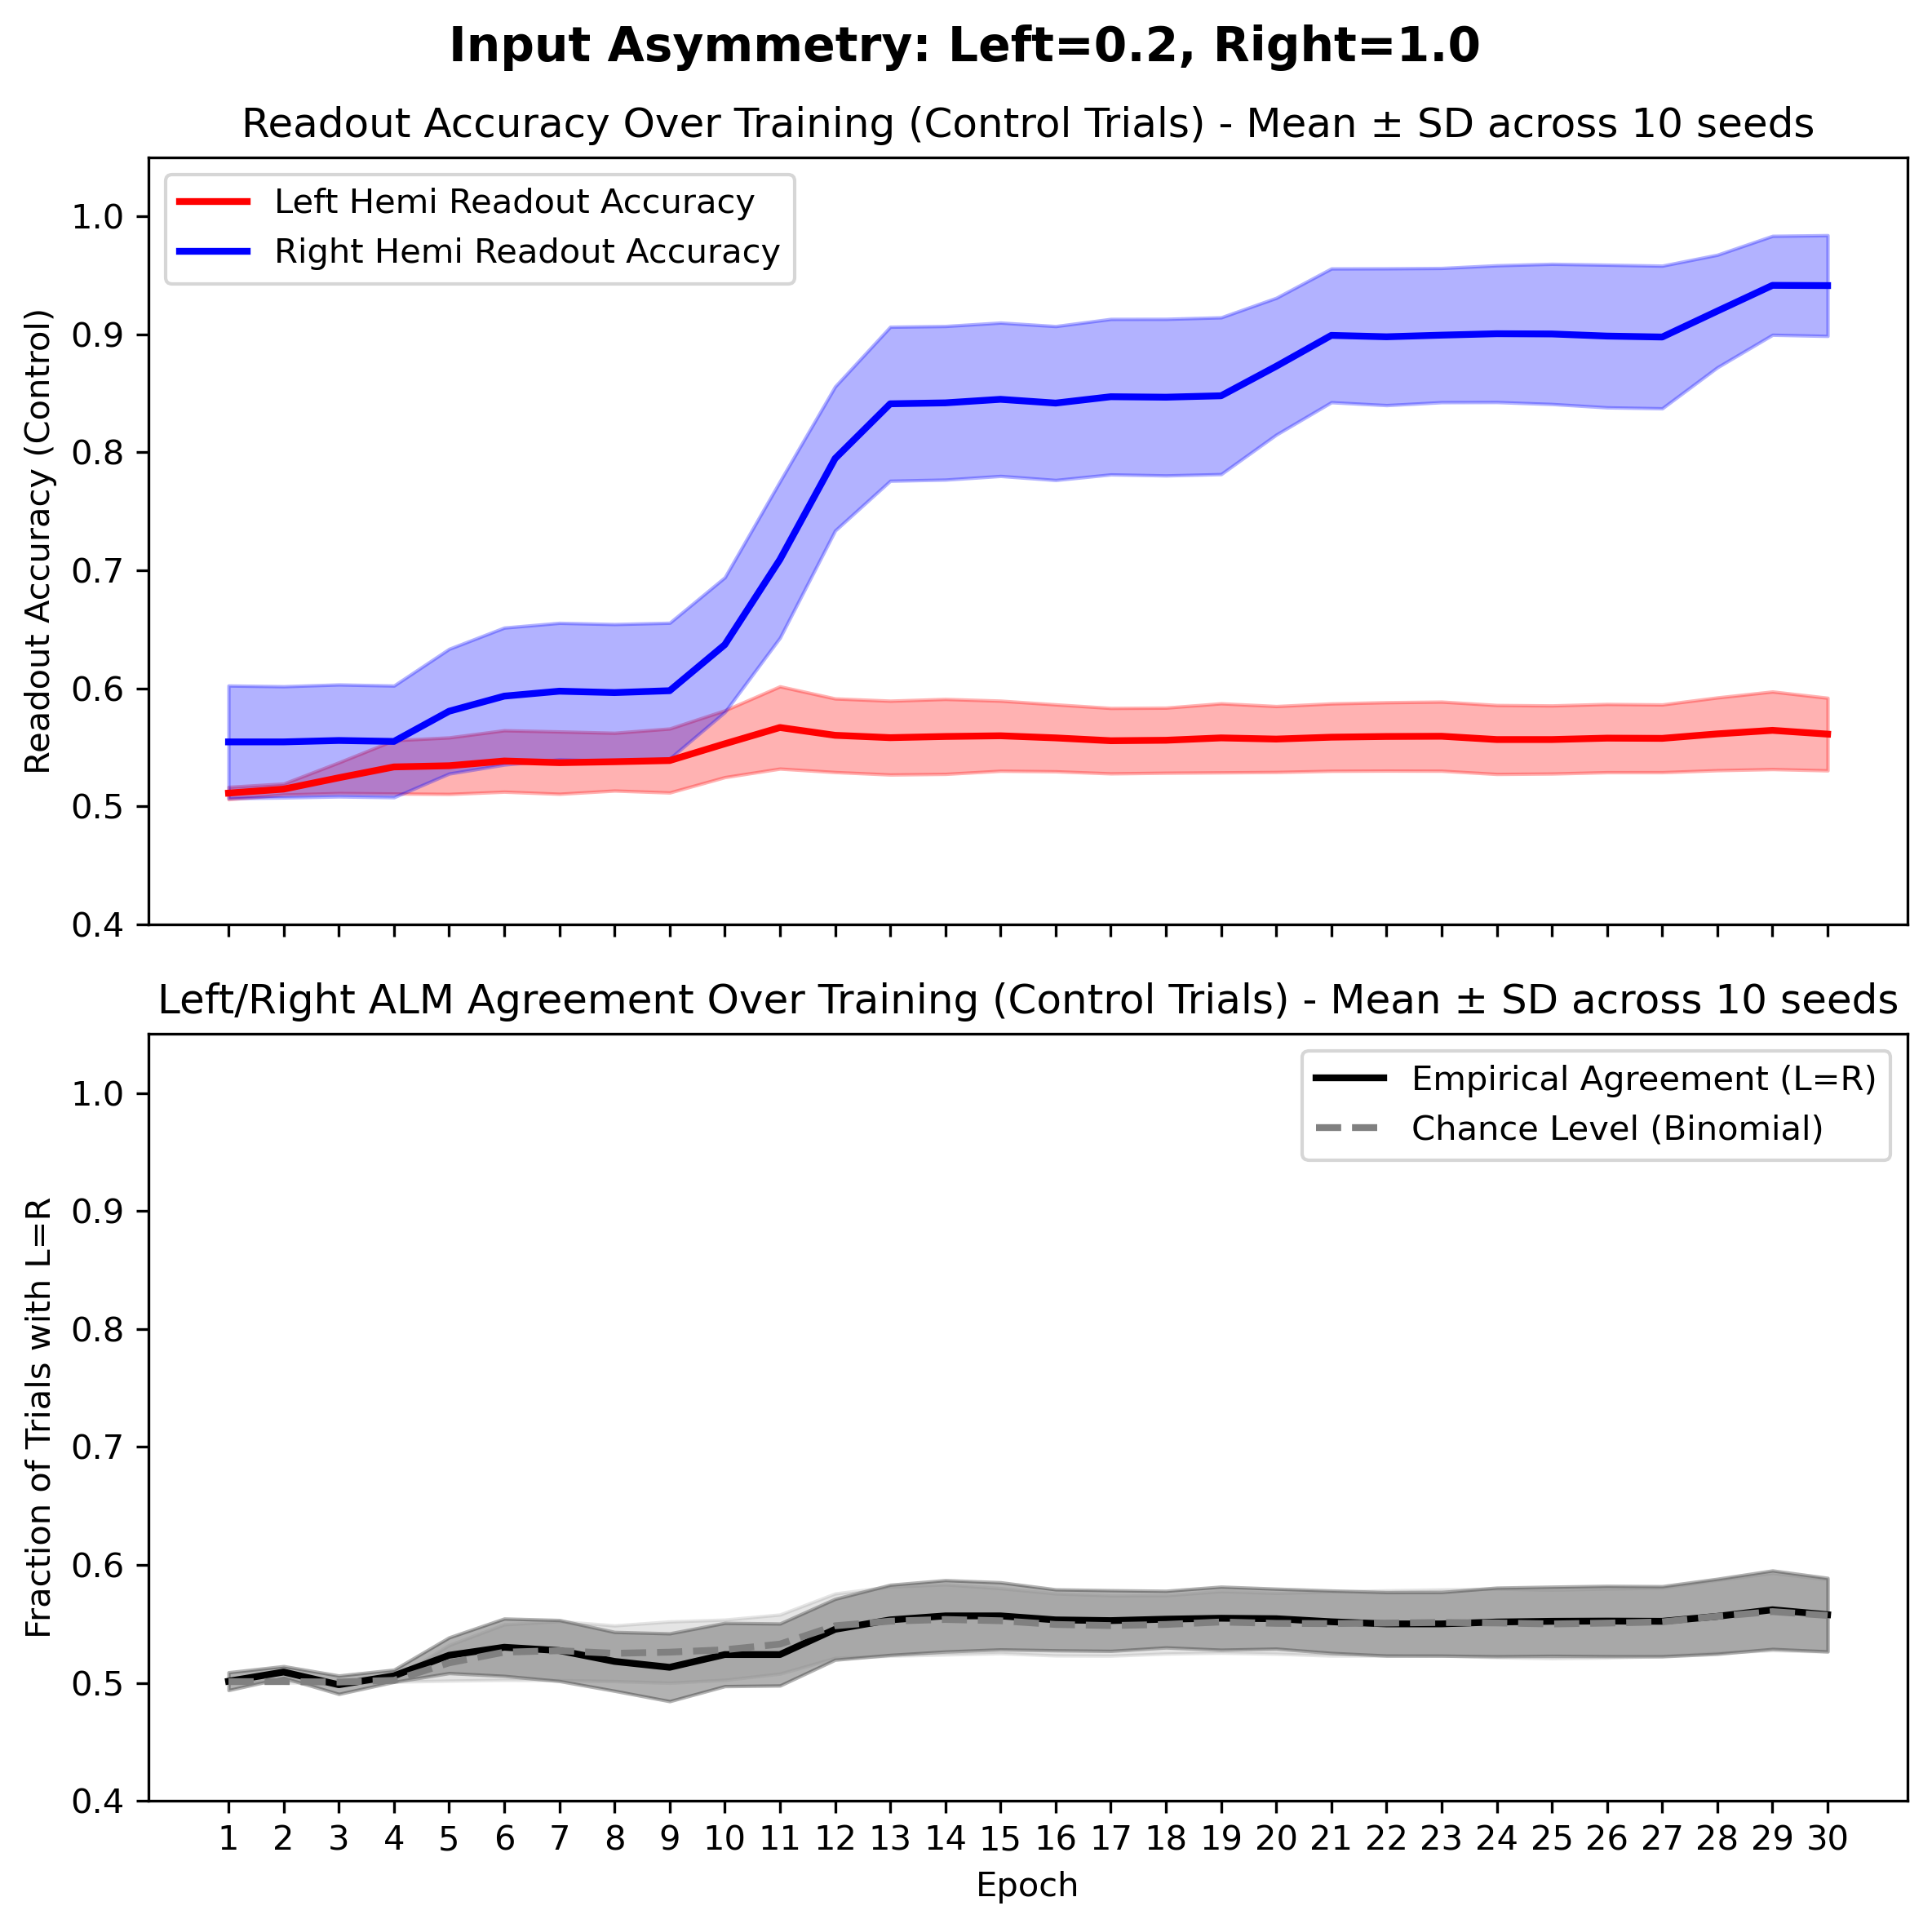 Input Asymmetry: Left=0.2, Right=1.0
Readout Accuracy Over Training (Control Trials) - Mean ± SD across 10 seeds
Left Hemi Readout Accuracy
Right Hemi Readout Accuracy
Readout Accuracy (Control)
1.0
0.9
0.8
0.7
0.6
0.5
0.4
Left/Right ALM Agreement Over Training (Control Trials) - Mean ± SD across 10 seeds
Empirical Agreement (L=R)
Chance Level (Binomial)
Fraction of Trials with L=R
1.0
0.9
0.8
0.7
0.6
0.5
0.4
1 2 3 4 5 6 7 8 9 10 11 12 13 14 15 16 17 18 19 20 21 22 23 24 25 26 27 28 29 30
Epoch